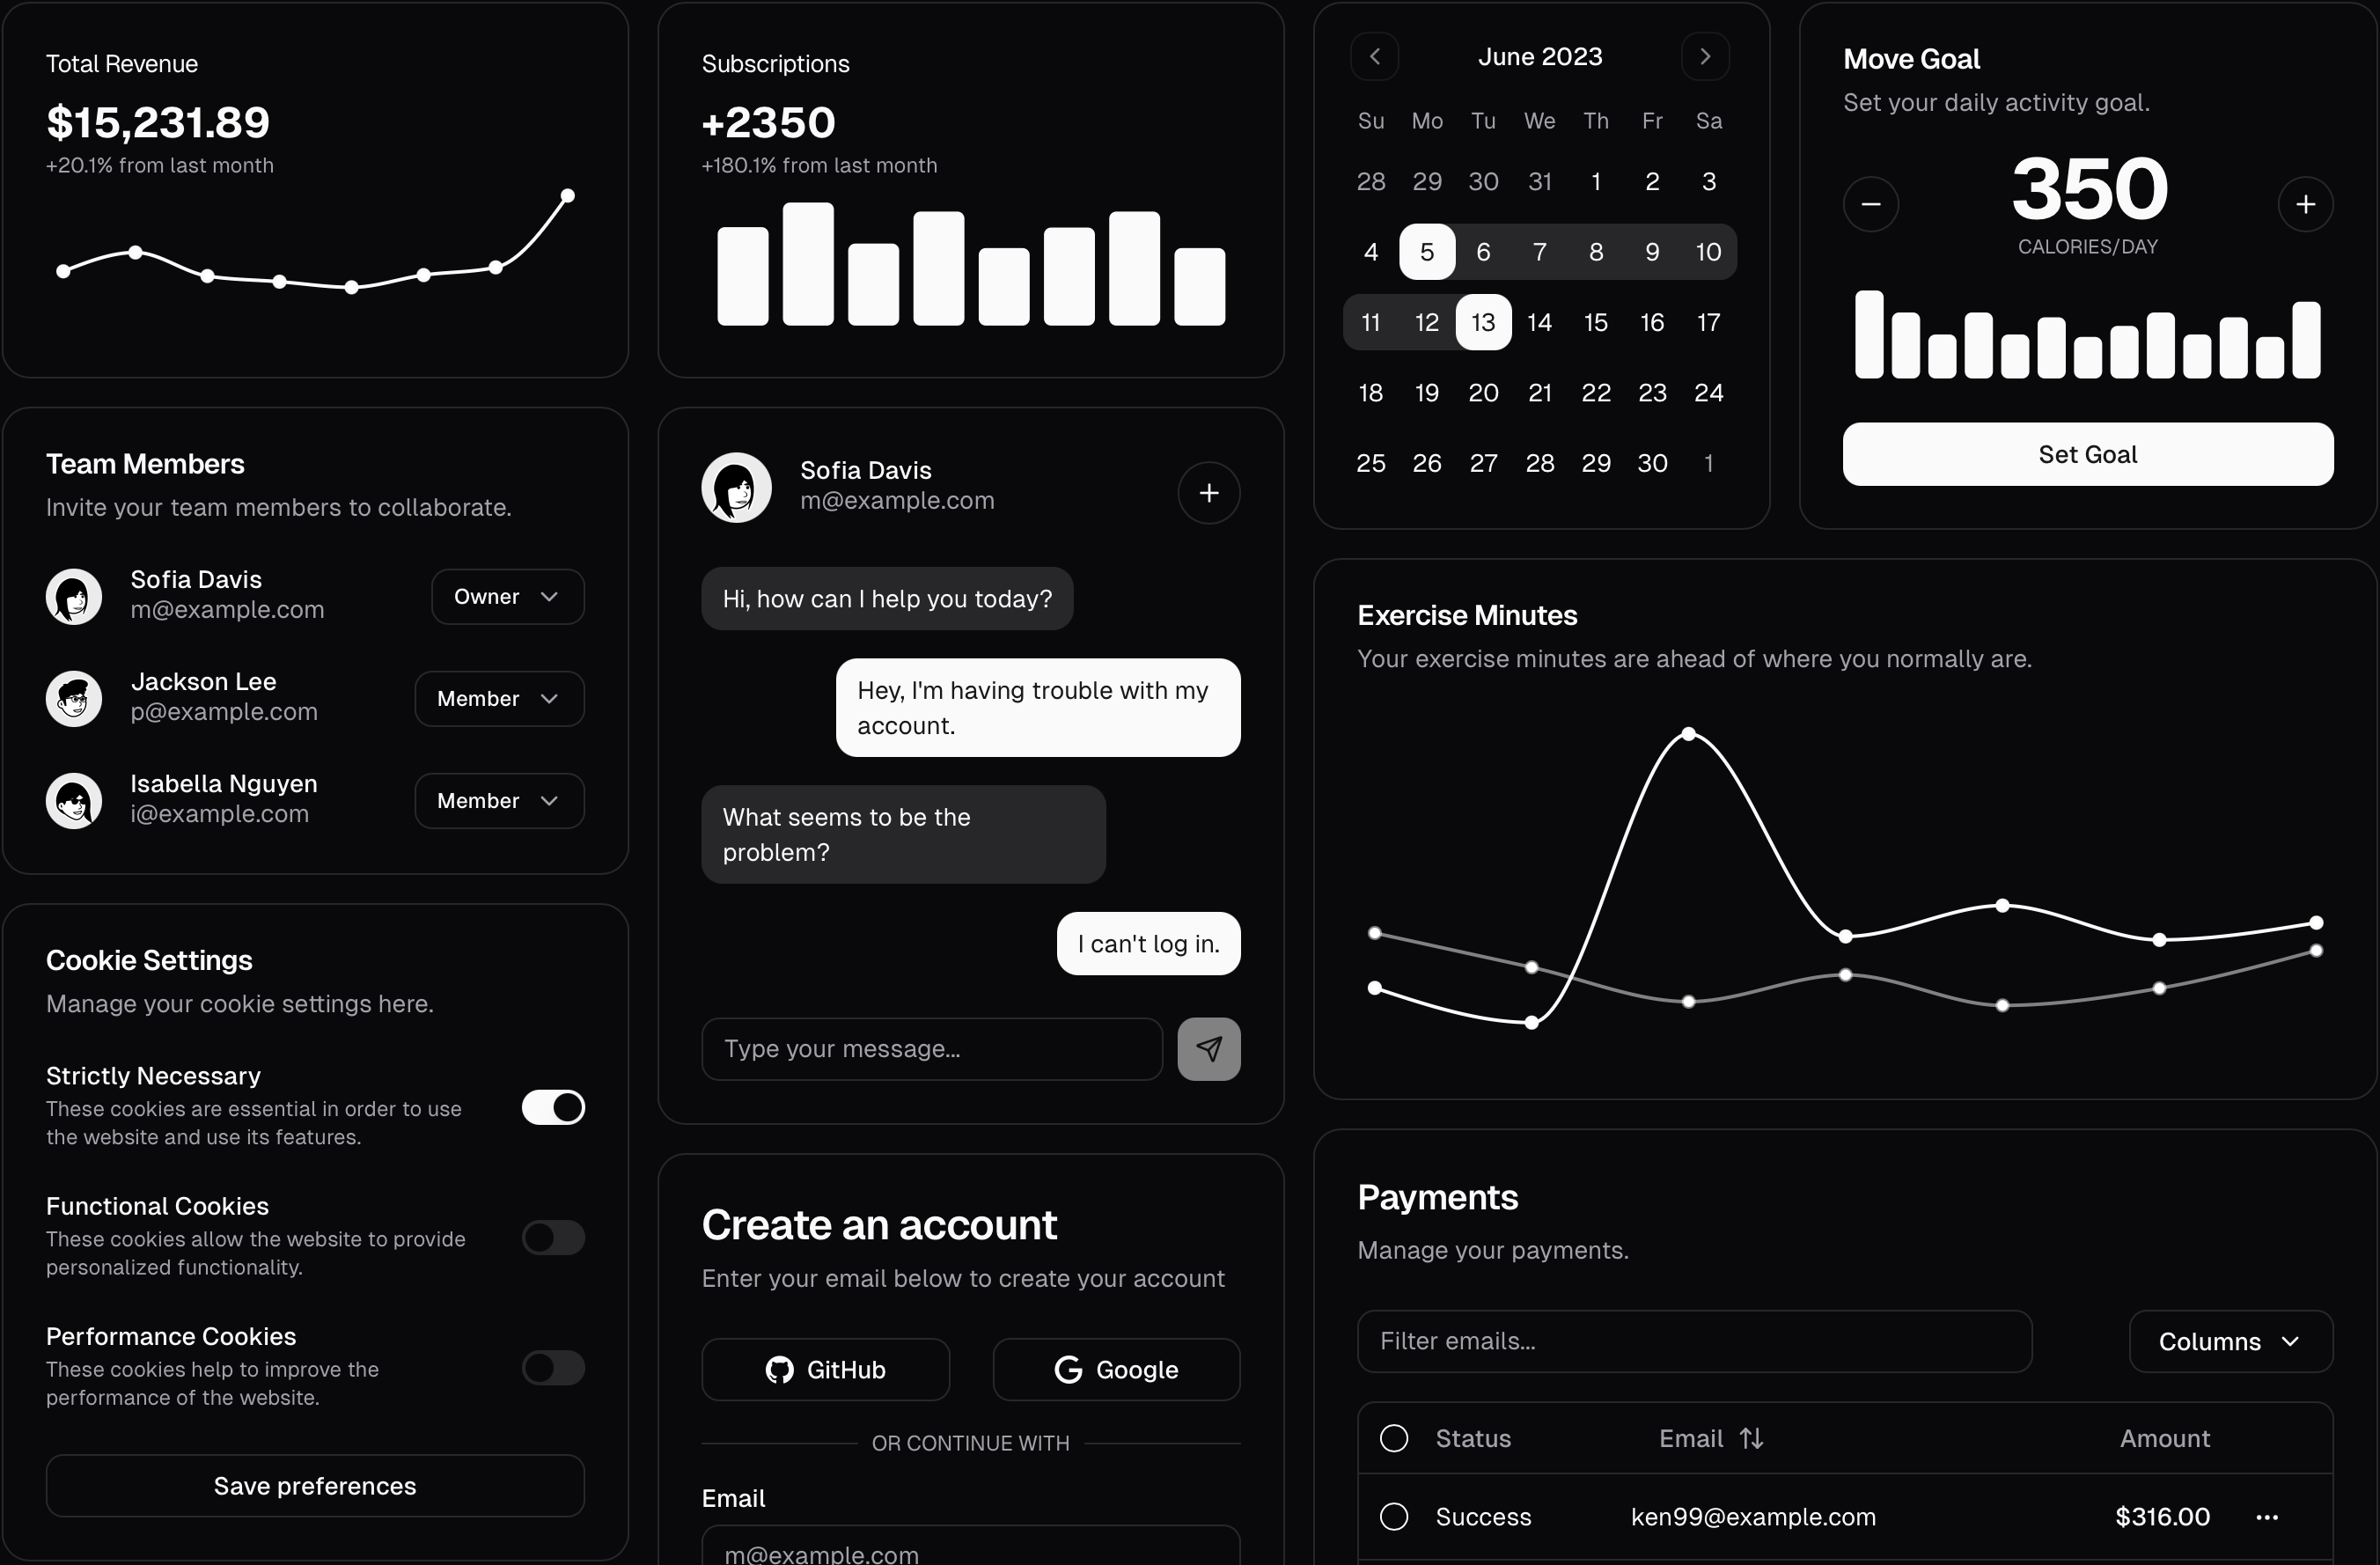 Total Revenue
$15,231.89
+20.1% from last month
Subscriptions
+2350
+180.1% from last month
June 2023
Su Mo Tu We Th Fr Sa
28 29 30 31 1 2 3
4 5 6 7 8 9 10
11 12 13 14 15 16 17
18 19 20 21 22 23 24
25 26 27 28 29 30 1
Move Goal
Set your daily activity goal.
350
CALORIES/DAY
Set Goal
Team Members
Invite your team members to collaborate.
Sofia Davis
m@example.com
Owner
Jackson Lee
p@example.com
Member
Isabella Nguyen
i@example.com
Member
Sofia Davis
m@example.com
Hi, how can I help you today?
Hey, I'm having trouble with my
account.
What seems to be the
problem?
I can't log in.
Type your message...
Exercise Minutes
Your exercise minutes are ahead of where you normally are.
Cookie Settings
Manage your cookie settings here.
Strictly Necessary
These cookies are essential in order to use
the website and use its features.
Functional Cookies
These cookies allow the website to provide
personalized functionality.
Performance Cookies
These cookies help to improve the
performance of the website.
Save preferences
Create an account
Enter your email below to create your account
GitHub
Google
OR CONTINUE WITH
Email
m@example.com
Payments
Manage your payments.
Filter emails...
Columns
Status Email Amount
Success ken99@example.com $316.00